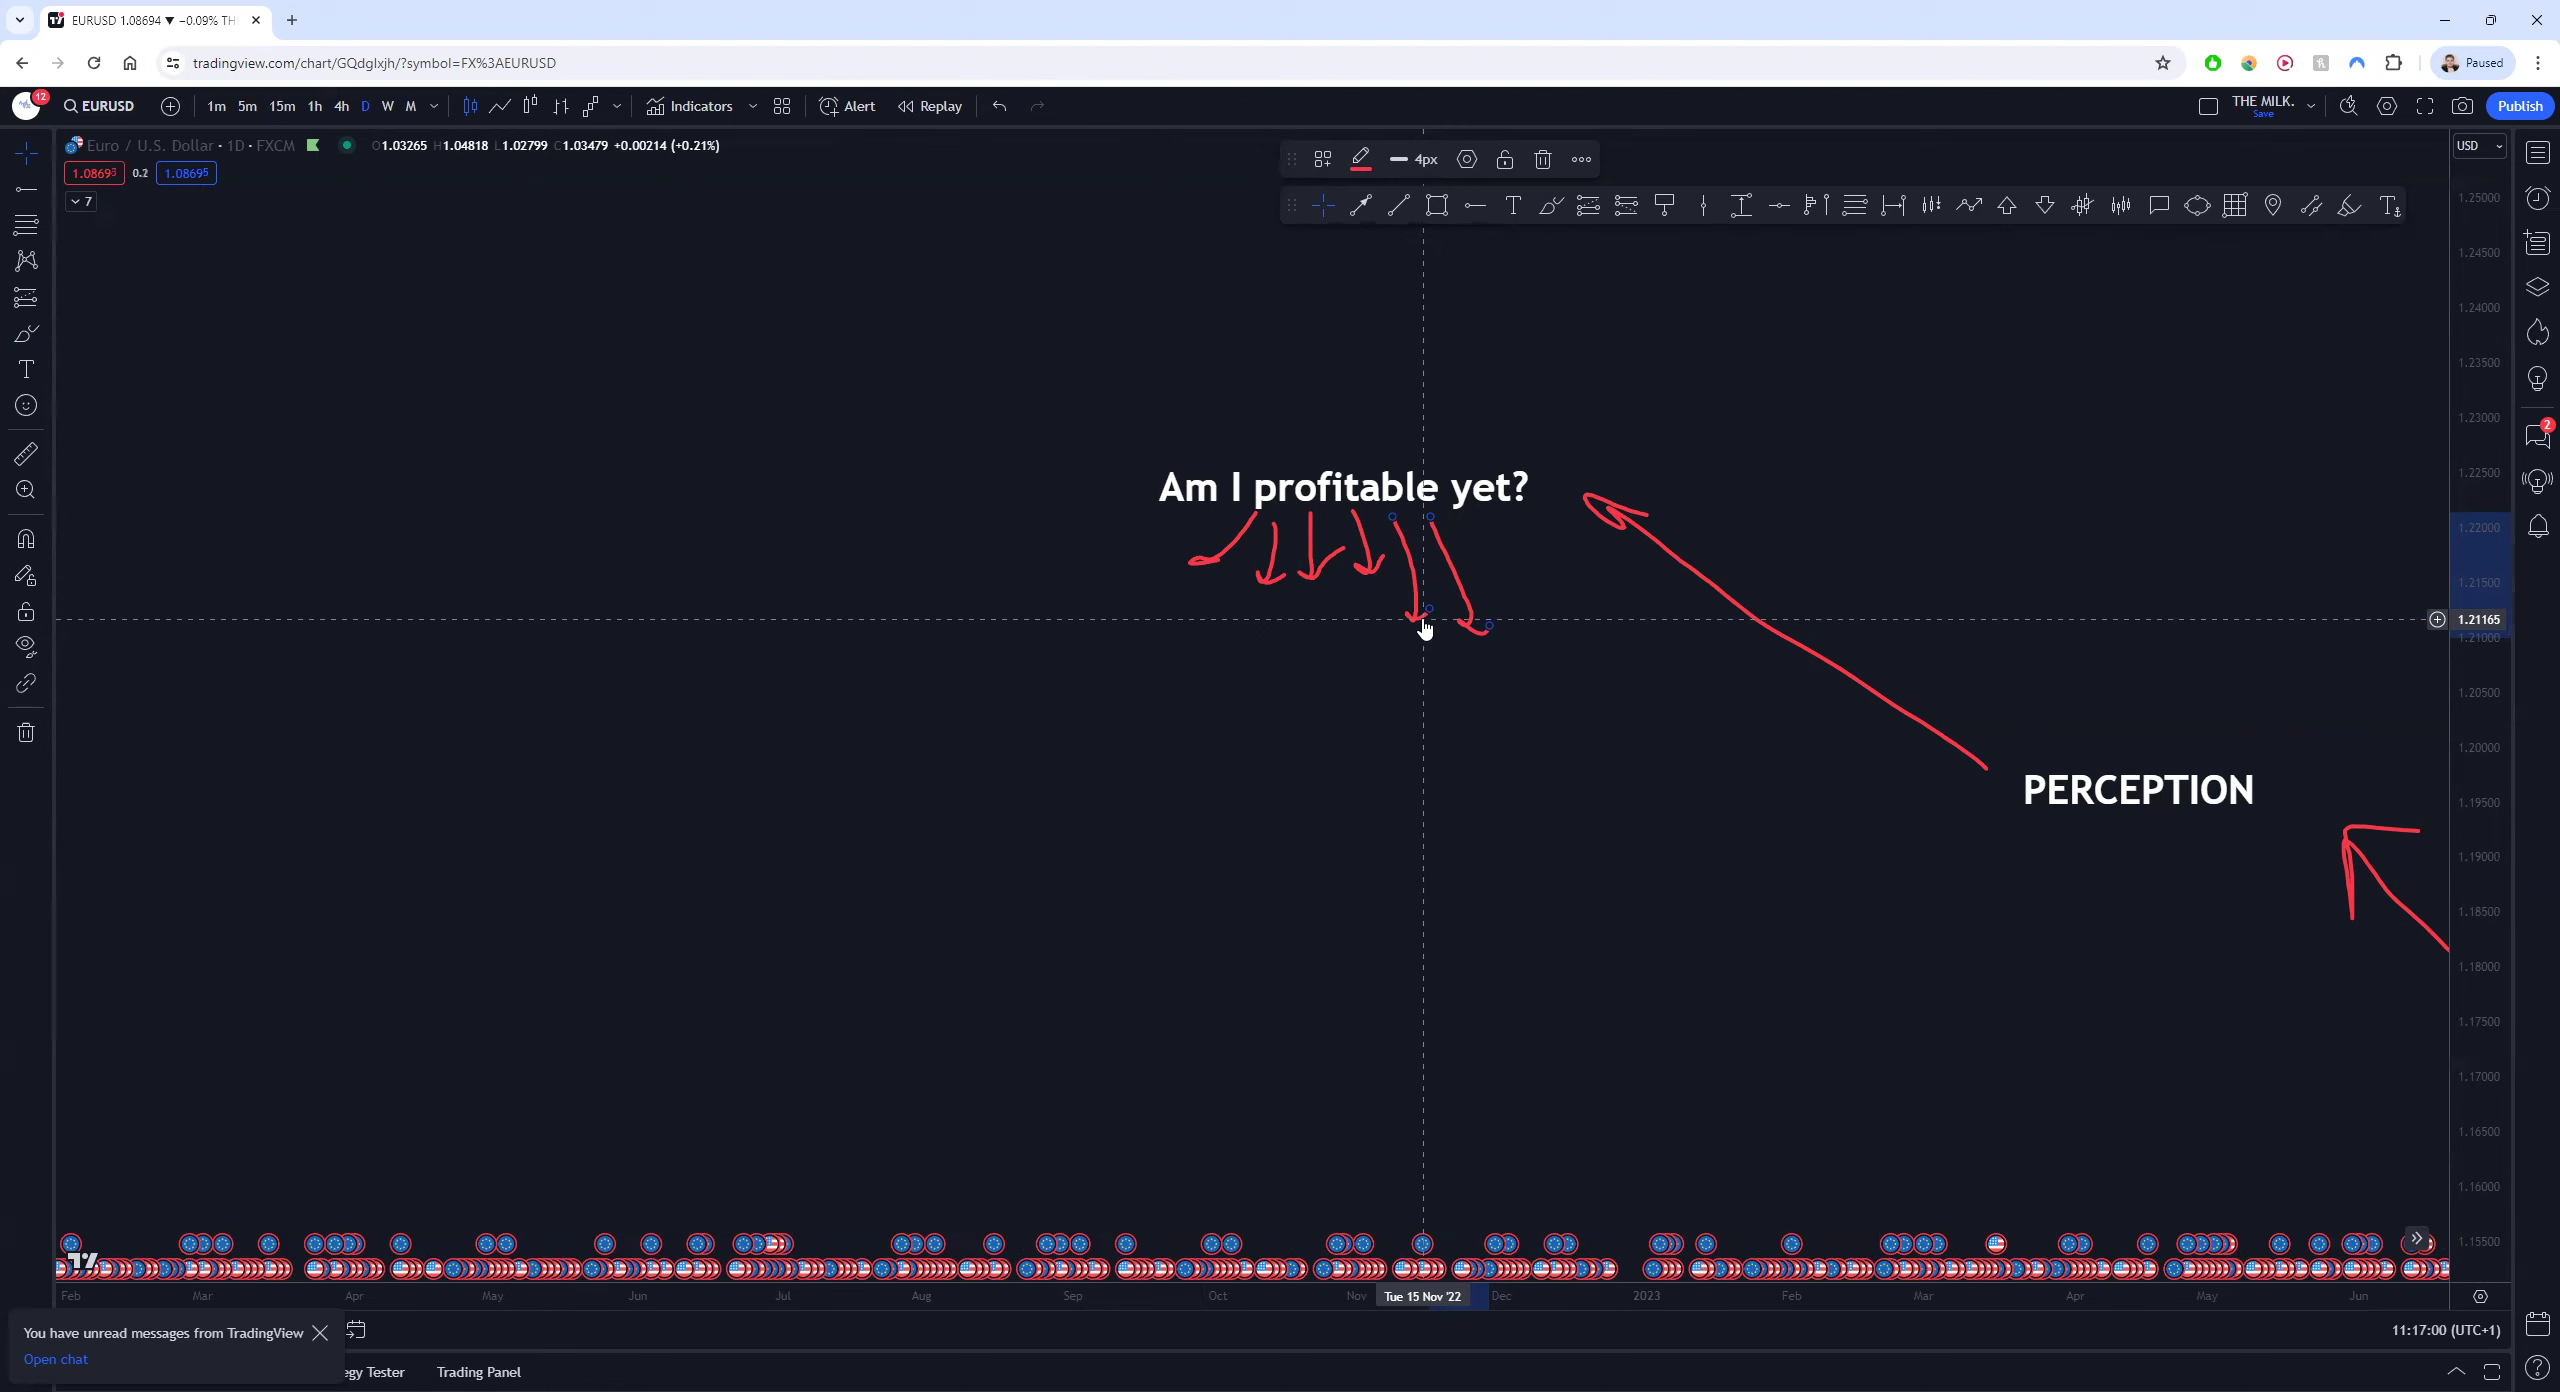 EURUSD 1.08694 ▼ −0.09% TH
tradingview.com/chart/GQdglxjh/?symbol=FX%3AEURUSD
Paused
12
EURUSD
1m 5m 15m 1h 4h D W M
Indicators
Alert
Replay
THE MILK.
Save
Publish
Euro / U.S. Dollar · 1D · FXCM
O1.03265 H1.04818 L1.02799 C1.03479 +0.00214 (+0.21%)
USD
4px
1.08693 0.2 1.08695
7
1.25000
1.24500
1.24000
1.23500
1.23000
2
Am I profitable yet?
1.22500
1.22000
1.21500
1.21165
1.21000
1.20500
1.20000
PERCEPTION
1.19500
1.19000
1.18500
1.18000
1.17500
1.17000
1.16500
1.16000
1.15500
Feb Mar Apr May Jun Jul Aug Sep Oct Nov Tue 15 Nov '22 Dec 2023 Feb Mar Apr May Jun
You have unread messages from TradingView
Open chat
11:17:00 (UTC+1)
egy Tester
Trading Panel